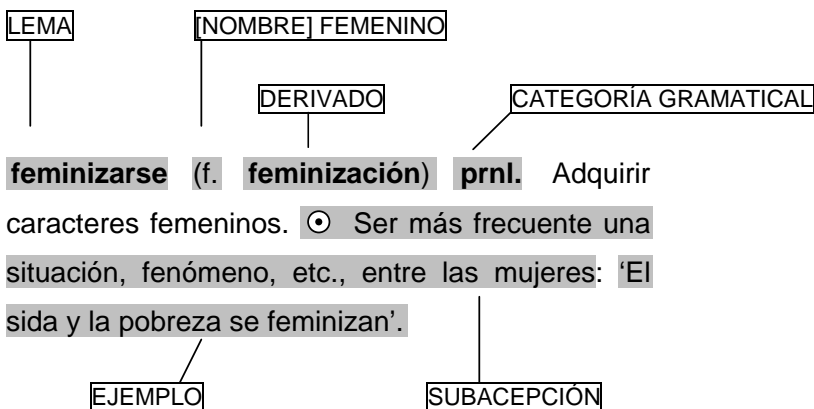 LEMA [NOMBRE] FEMENINO
DERIVADO CATEGORÍA GRAMATICAL
feminizarse (f. feminización) prnl. Adquirir
caracteres femeninos. ⊙ Ser más frecuente una
situación, fenómeno, etc., entre las mujeres: ‘El
sida y la pobreza se feminizan’.
EJEMPLO SUBACEPCIÓN